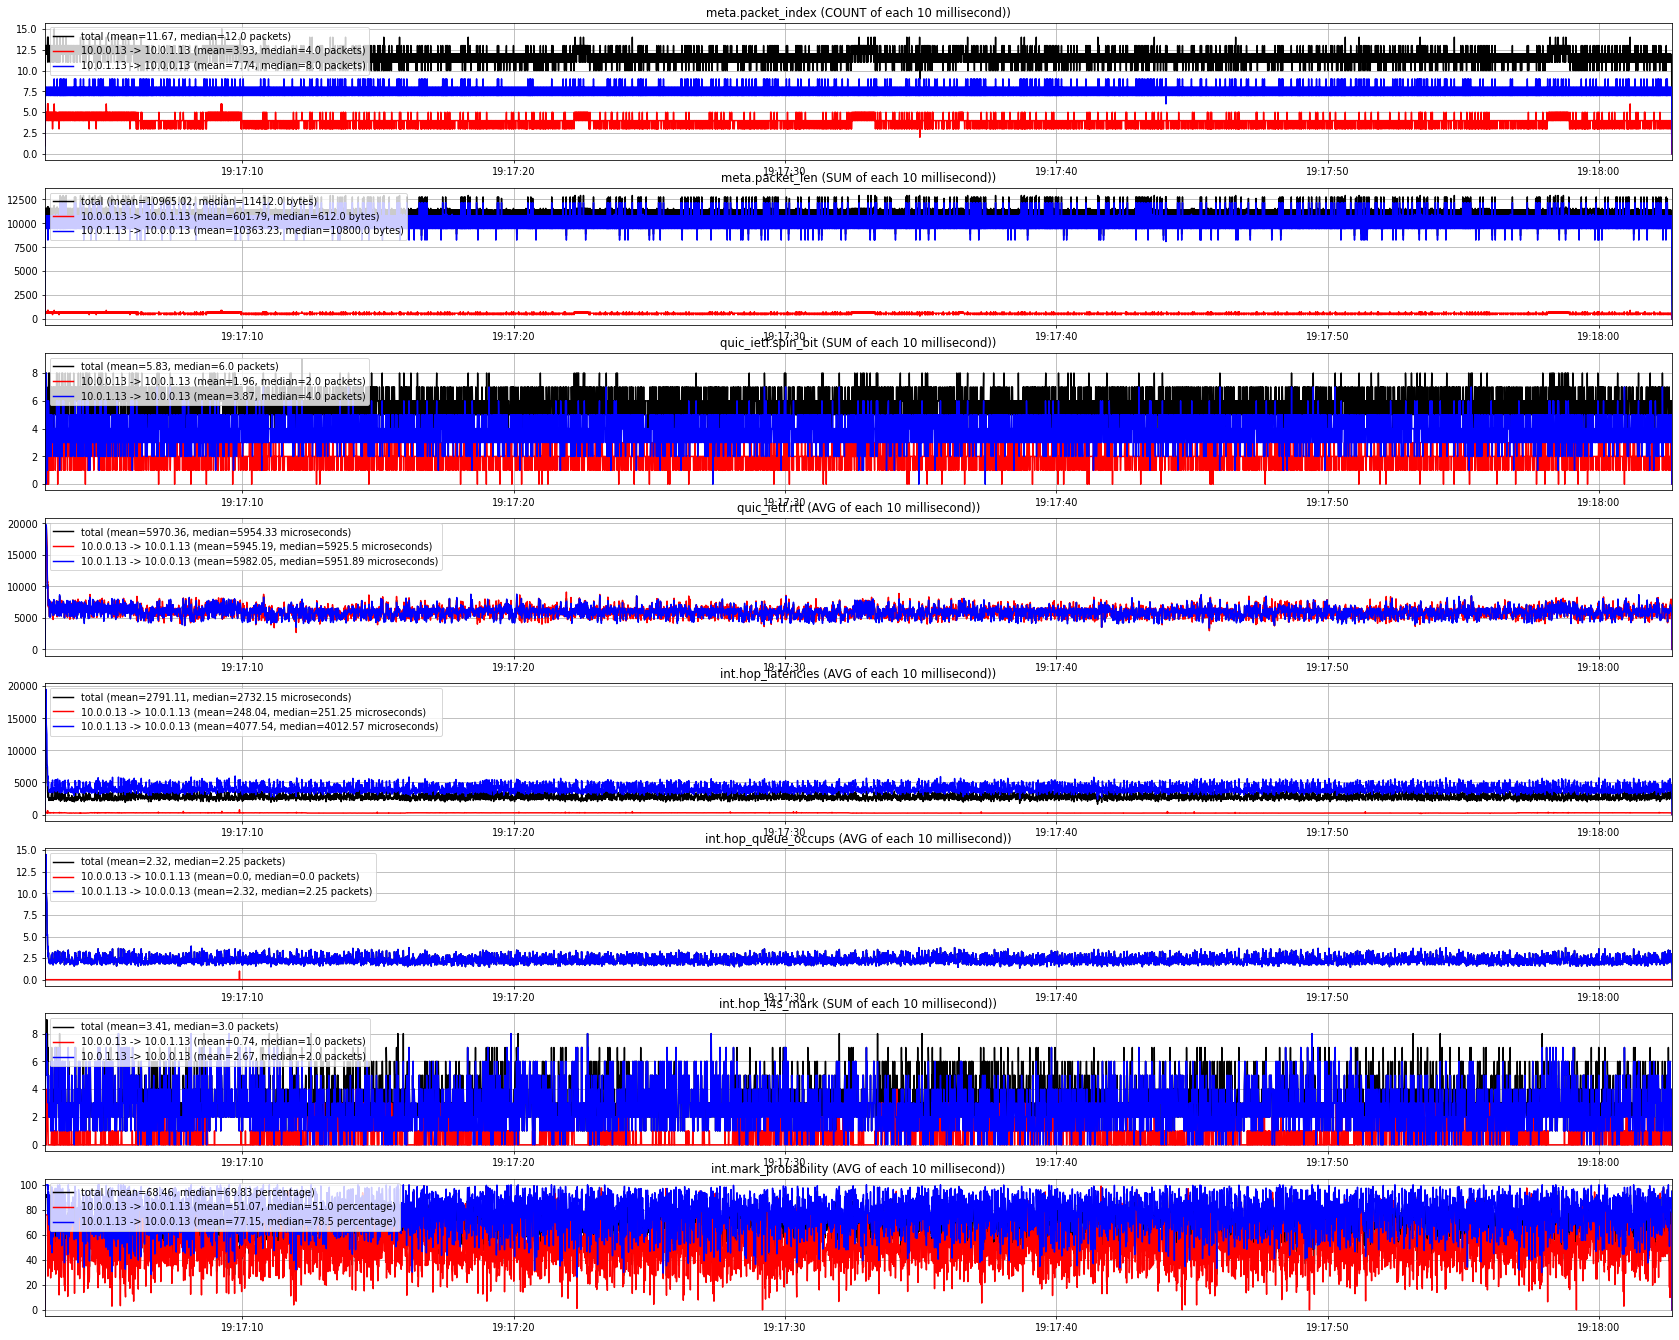 meta.packet_index (COUNT of each 10 millisecond))
15.0
12.5
10.0
7.5
5.0
2.5
0.0
total (mean=11.67, median=12.0 packets)
10.0.0.13 -> 10.0.1.13 (mean=3.93, median=4.0 packets)
10.0.1.13 -> 10.0.0.13 (mean=7.74, median=8.0 packets)
19:17:10 19:17:20 19:17:30 19:17:40 19:17:50 19:18:00
meta.packet_len (SUM of each 10 millisecond))
12500
10000
7500
5000
2500
0
total (mean=10965.02, median=11412.0 bytes)
10.0.0.13 -> 10.0.1.13 (mean=601.79, median=612.0 bytes)
10.0.1.13 -> 10.0.0.13 (mean=10363.23, median=10800.0 bytes)
19:17:10 19:17:20 19:17:30 19:17:40 19:17:50 19:18:00
quic_ietf.spin_bit (SUM of each 10 millisecond))
8
6
4
2
0
total (mean=5.83, median=6.0 packets)
10.0.0.13 -> 10.0.1.13 (mean=1.96, median=2.0 packets)
10.0.1.13 -> 10.0.0.13 (mean=3.87, median=4.0 packets)
19:17:10 19:17:20 19:17:30 19:17:40 19:17:50 19:18:00
quic_ietf.rtt (AVG of each 10 millisecond))
20000
15000
10000
5000
0
total (mean=5970.36, median=5954.33 microseconds)
10.0.0.13 -> 10.0.1.13 (mean=5945.19, median=5925.5 microseconds)
10.0.1.13 -> 10.0.0.13 (mean=5982.05, median=5951.89 microseconds)
19:17:10 19:17:20 19:17:30 19:17:40 19:17:50 19:18:00
int.hop_latencies (AVG of each 10 millisecond))
20000
15000
10000
5000
0
total (mean=2791.11, median=2732.15 microseconds)
10.0.0.13 -> 10.0.1.13 (mean=248.04, median=251.25 microseconds)
10.0.1.13 -> 10.0.0.13 (mean=4077.54, median=4012.57 microseconds)
19:17:10 19:17:20 19:17:30 19:17:40 19:17:50 19:18:00
int.hop_queue_occups (AVG of each 10 millisecond))
15.0
12.5
10.0
7.5
5.0
2.5
0.0
total (mean=2.32, median=2.25 packets)
10.0.0.13 -> 10.0.1.13 (mean=0.0, median=0.0 packets)
10.0.1.13 -> 10.0.0.13 (mean=2.32, median=2.25 packets)
19:17:10 19:17:20 19:17:30 19:17:40 19:17:50 19:18:00
int.hop_l4s_mark (SUM of each 10 millisecond))
8
6
4
2
0
total (mean=3.41, median=3.0 packets)
10.0.0.13 -> 10.0.1.13 (mean=0.74, median=1.0 packets)
10.0.1.13 -> 10.0.0.13 (mean=2.67, median=2.0 packets)
19:17:10 19:17:20 19:17:30 19:17:40 19:17:50 19:18:00
int.mark_probability (AVG of each 10 millisecond))
100
80
60
40
20
0
total (mean=68.46, median=69.83 percentage)
10.0.0.13 -> 10.0.1.13 (mean=51.07, median=51.0 percentage)
10.0.1.13 -> 10.0.0.13 (mean=77.15, median=78.5 percentage)
19:17:10 19:17:20 19:17:30 19:17:40 19:17:50 19:18:00